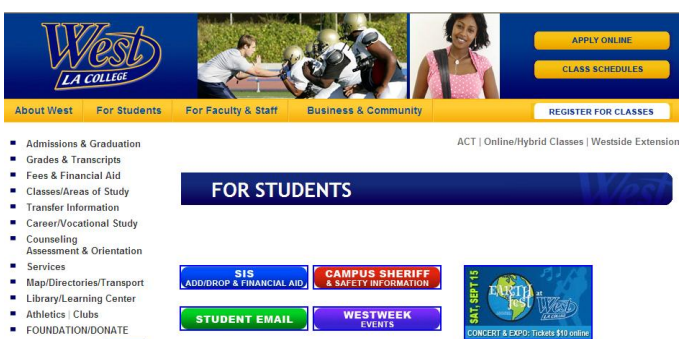 West
LA COLLEGE
APPLY ONLINE
CLASS SCHEDULES
About West For Students For Faculty & Staff Business & Community
REGISTER FOR CLASSES
ACT | Online/Hybrid Classes | Westside Extension
Admissions & Graduation
Grades & Transcripts
Fees & Financial Aid
Classes/Areas of Study
Transfer Information
Career/Vocational Study
Counseling
Assessment & Orientation
Services
Map/Directories/Transport
Library/Learning Center
Athletics | Clubs
FOUNDATION/DONATE
FOR STUDENTS
West
SIS
ADD/DROP & FINANCIAL AID
CAMPUS SHERIFF
& SAFETY INFORMATION
STUDENT EMAIL
WESTWEEK
EVENTS
SAT, SEPT 15
EARTH
fest
at
West
LA COLLEGE
CONCERT & EXPO: Tickets $10 online